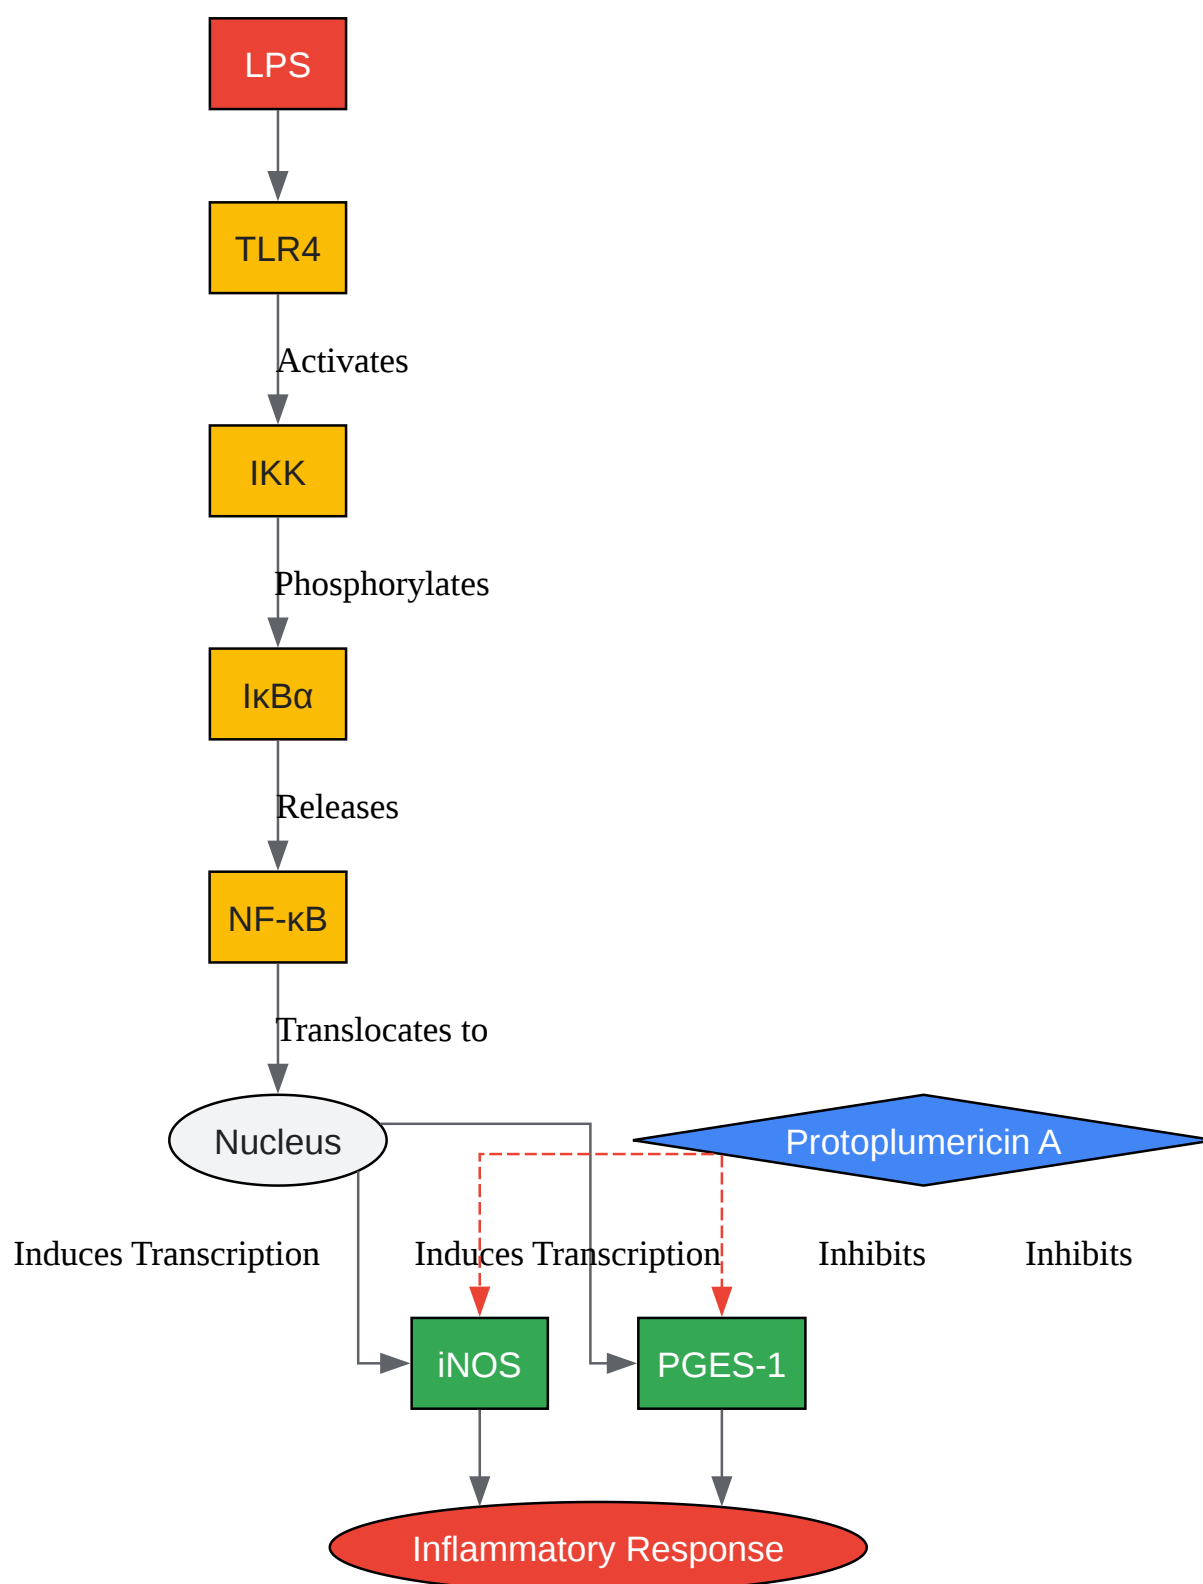 LPS
TLR4
Activates
IKK
Phosphorylates
IκBα
Releases
NF-κB
Translocates to
Nucleus
Protoplumericin A
Induces Transcription
Induces Transcription
Inhibits
Inhibits
iNOS
PGES-1
Inflammatory Response